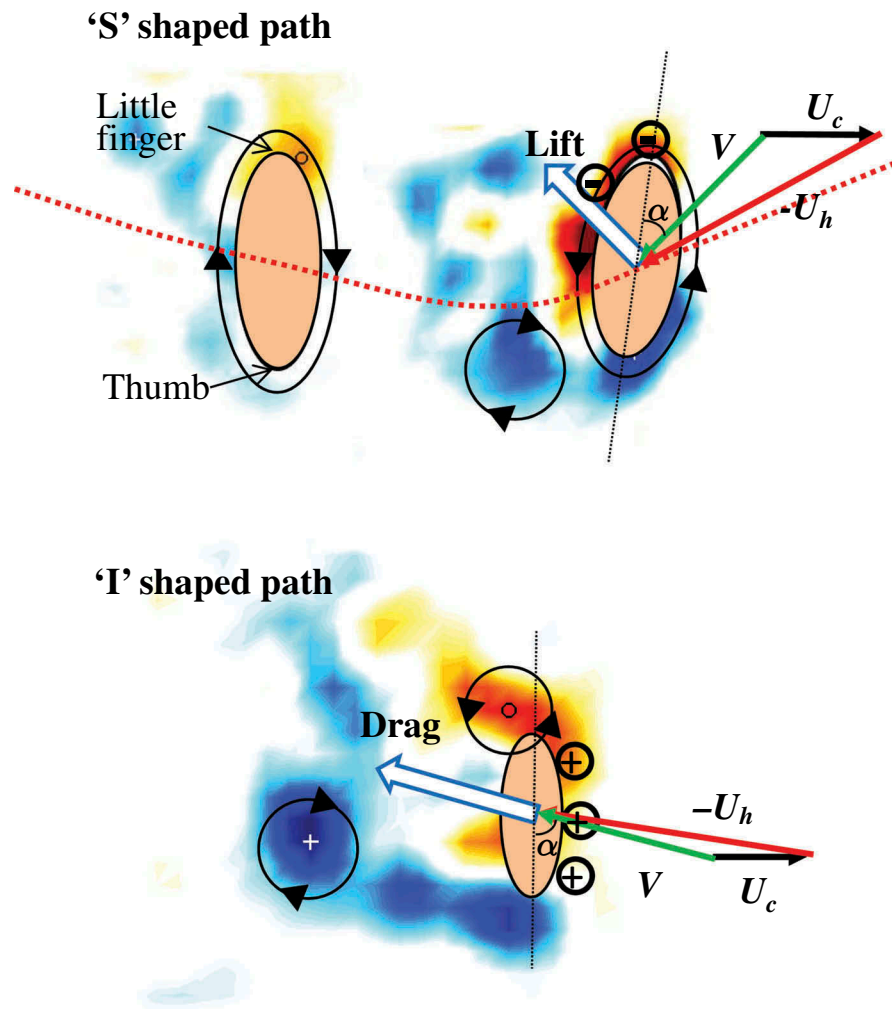 ‘S’ shaped path
Little
finger
Thumb
Lift
V
U_c
α
-U_h
‘I’ shaped path
Drag
α
–U_h
V
U_c